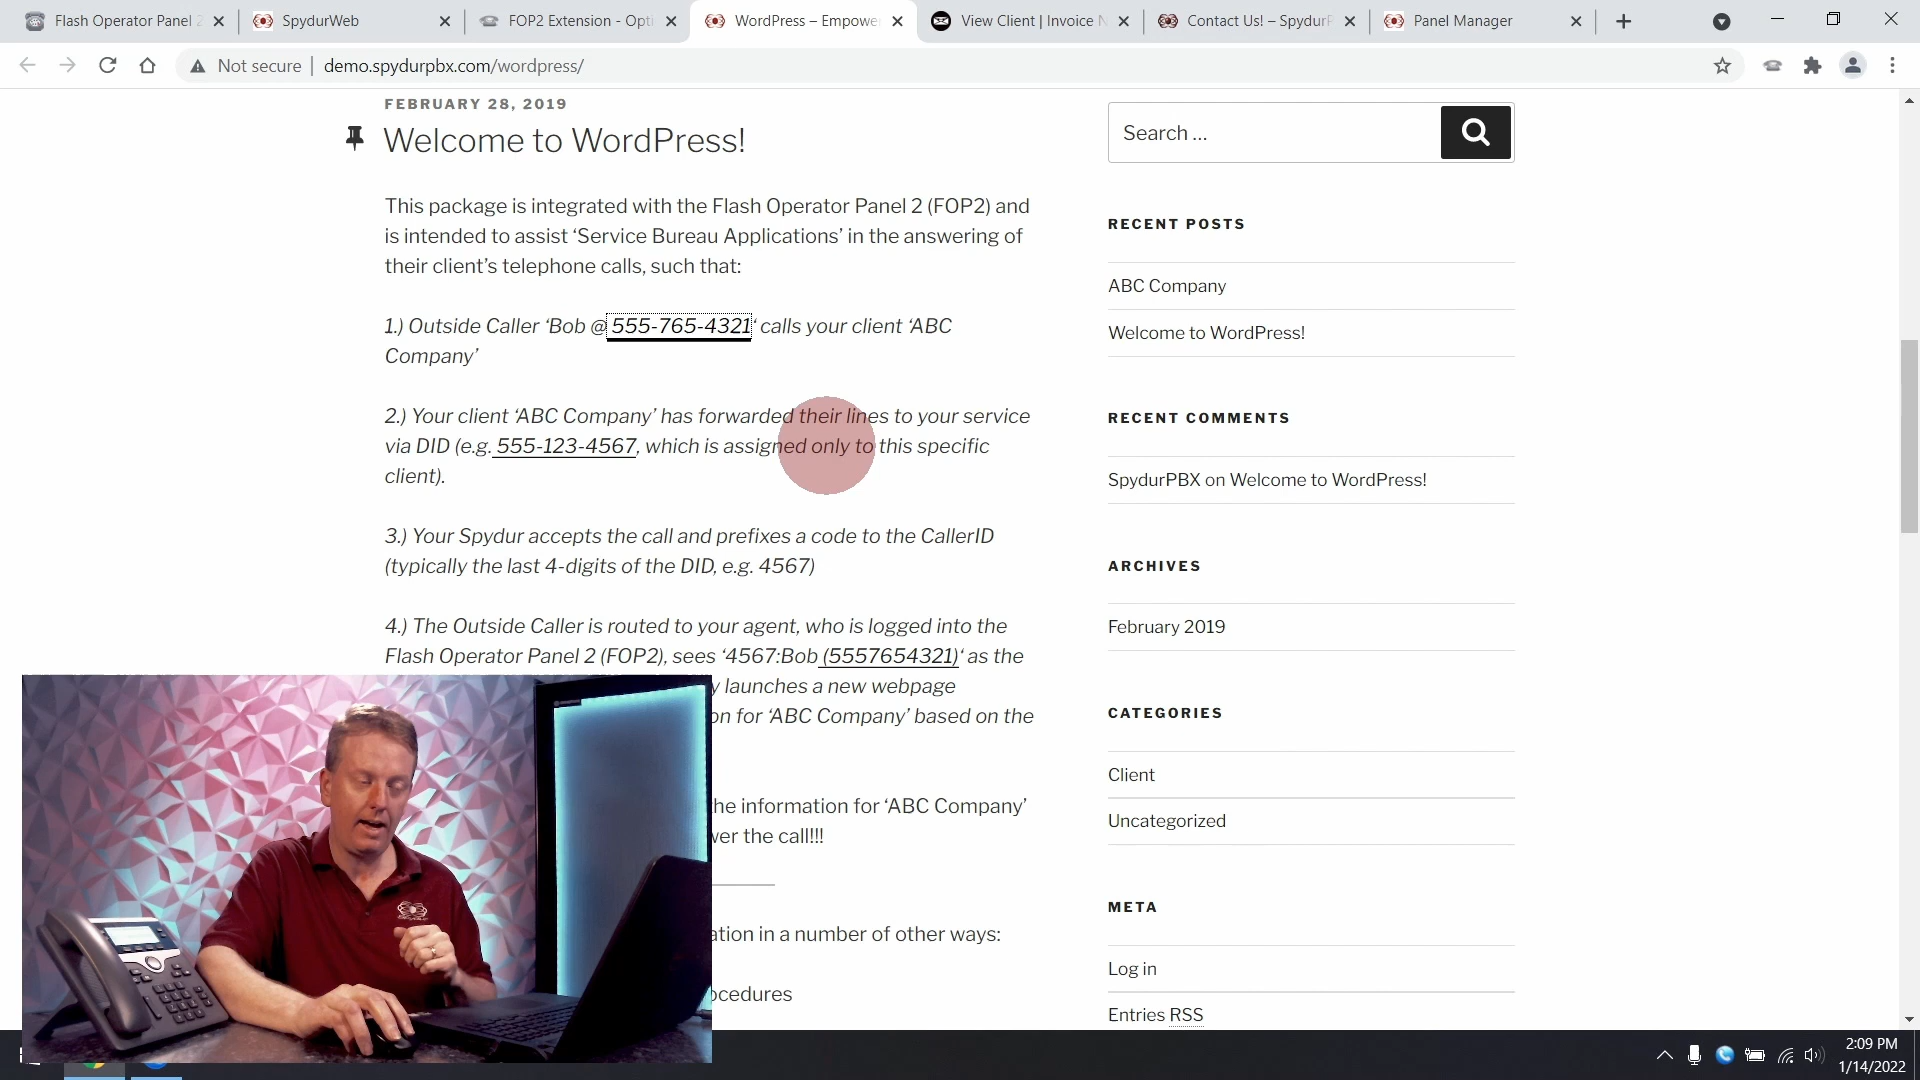 Flash Operator Panel 2
SpydurWeb
FOP2 Extension - Opti
WordPress – Empowe
View Client | Invoice N
Contact Us! – SpydurP
Panel Manager
Not secure
demo.spydurpbx.com/wordpress/
FEBRUARY 28, 2019
Welcome to WordPress!
This package is integrated with the Flash Operator Panel 2 (FOP2) and
is intended to assist ‘Service Bureau Applications’ in the answering of
their client’s telephone calls, such that:
1.) Outside Caller ‘Bob @ 555-765-4321‘ calls your client ‘ABC
Company’
2.) Your client ‘ABC Company’ has forwarded their lines to your service
via DID (e.g. 555-123-4567, which is assigned only to this specific
client).
3.) Your Spydur accepts the call and prefixes a code to the CallerID
(typically the last 4-digits of the DID, e.g. 4567)
4.) The Outside Caller is routed to your agent, who is logged into the
Flash Operator Panel 2 (FOP2), sees ‘4567:Bob (5557654321)‘ as the
y launches a new webpage
on for ‘ABC Company’ based on the
he information for ‘ABC Company’
wer the call!!!
ation in a number of other ways:
ocedures
Search …
RECENT POSTS
ABC Company
Welcome to WordPress!
RECENT COMMENTS
SpydurPBX on Welcome to WordPress!
ARCHIVES
February 2019
CATEGORIES
Client
Uncategorized
META
Log in
Entries RSS
2:09 PM
1/14/2022